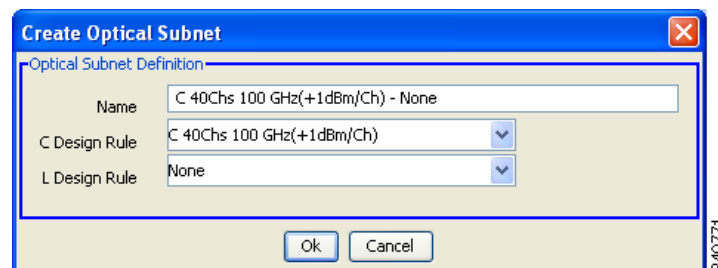 Create Optical Subnet
Optical Subnet Definition
Name C 40Chs 100 GHz(+1dBm/Ch) - None
C Design Rule C 40Chs 100 GHz(+1dBm/Ch)
L Design Rule None
Ok Cancel